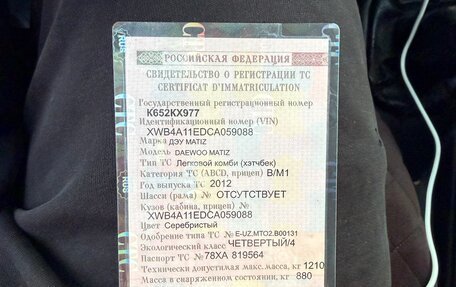 РОССИЙСКАЯ ФЕДЕРАЦИЯ
СВИДЕТЕЛЬСТВО О РЕГИСТРАЦИИ ТС
CERTIFICAT D'IMMATRICULATION
Государственный регистрационный номер
К652КХ977
Идентификационный номер (VIN)
XWB4A11EDCA059088
Марка ДЭУ MATIZ
Модель DAEWOO MATIZ
Тип ТС Легковой комби (хэтчбек)
Категория ТС (ABCD, прицеп) B/M1
Год выпуска ТС 2012
Шасси (рама) № ОТСУТСТВУЕТ
Кузов (кабина, прицеп) №
XWB4A11EDCA059088
Цвет Серебристый
Одобрение типа ТС № E-UZ.MT02.B00131
Экологический класс ЧЕТВЕРТЫЙ/4
Паспорт ТС №78ХА 819564
Технически допустимая макс. масса, кг 1210
Масса в снаряженном состоянии, кг 880